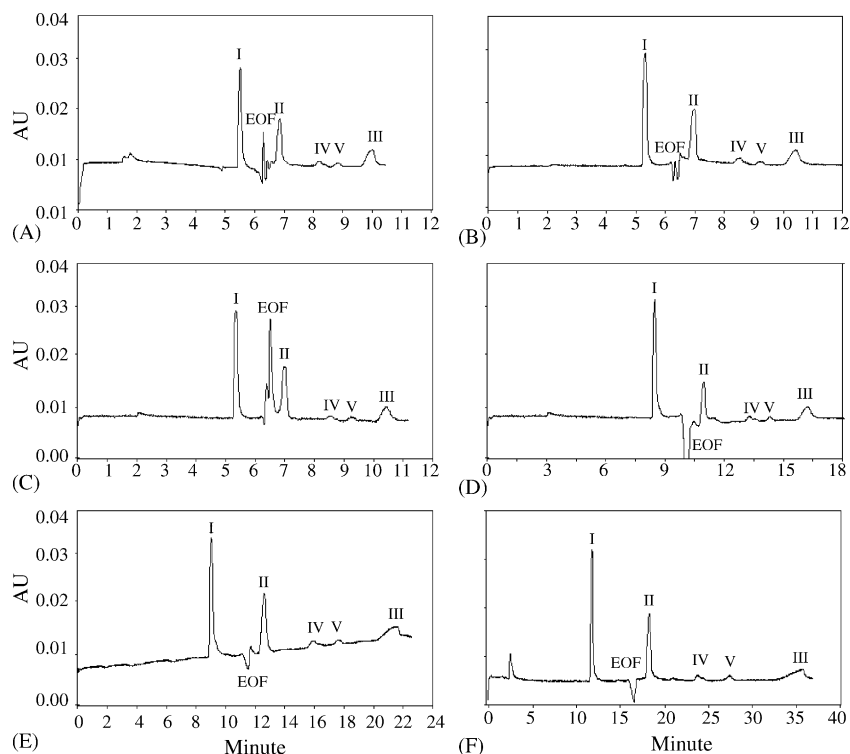 AU
0.04
0.03
0.02
0.01
0.01
I
EOF
II
IV V
III
0 1 2 3 4 5 6 7 8 9 10 11 12
(A)
I
EOF
II
IV V
III
0 1 2 3 4 5 6 7 8 9 10 11 12
(B)
AU
0.04
0.03
0.02
0.01
0.00
I
EOF
II
IV V
III
0 1 2 3 4 5 6 7 8 9 10 11 12
(C)
I
EOF
II
IV V
III
0 3 6 9 12 15 18
(D)
AU
0.04
0.03
0.02
0.01
0.00
I
EOF
II
IV V
III
0 2 4 6 8 10 12 14 16 18 20 22 24
(E)
Minute
I
EOF
II
IV V
III
0 5 10 15 20 25 30 35 40
(F)
Minute